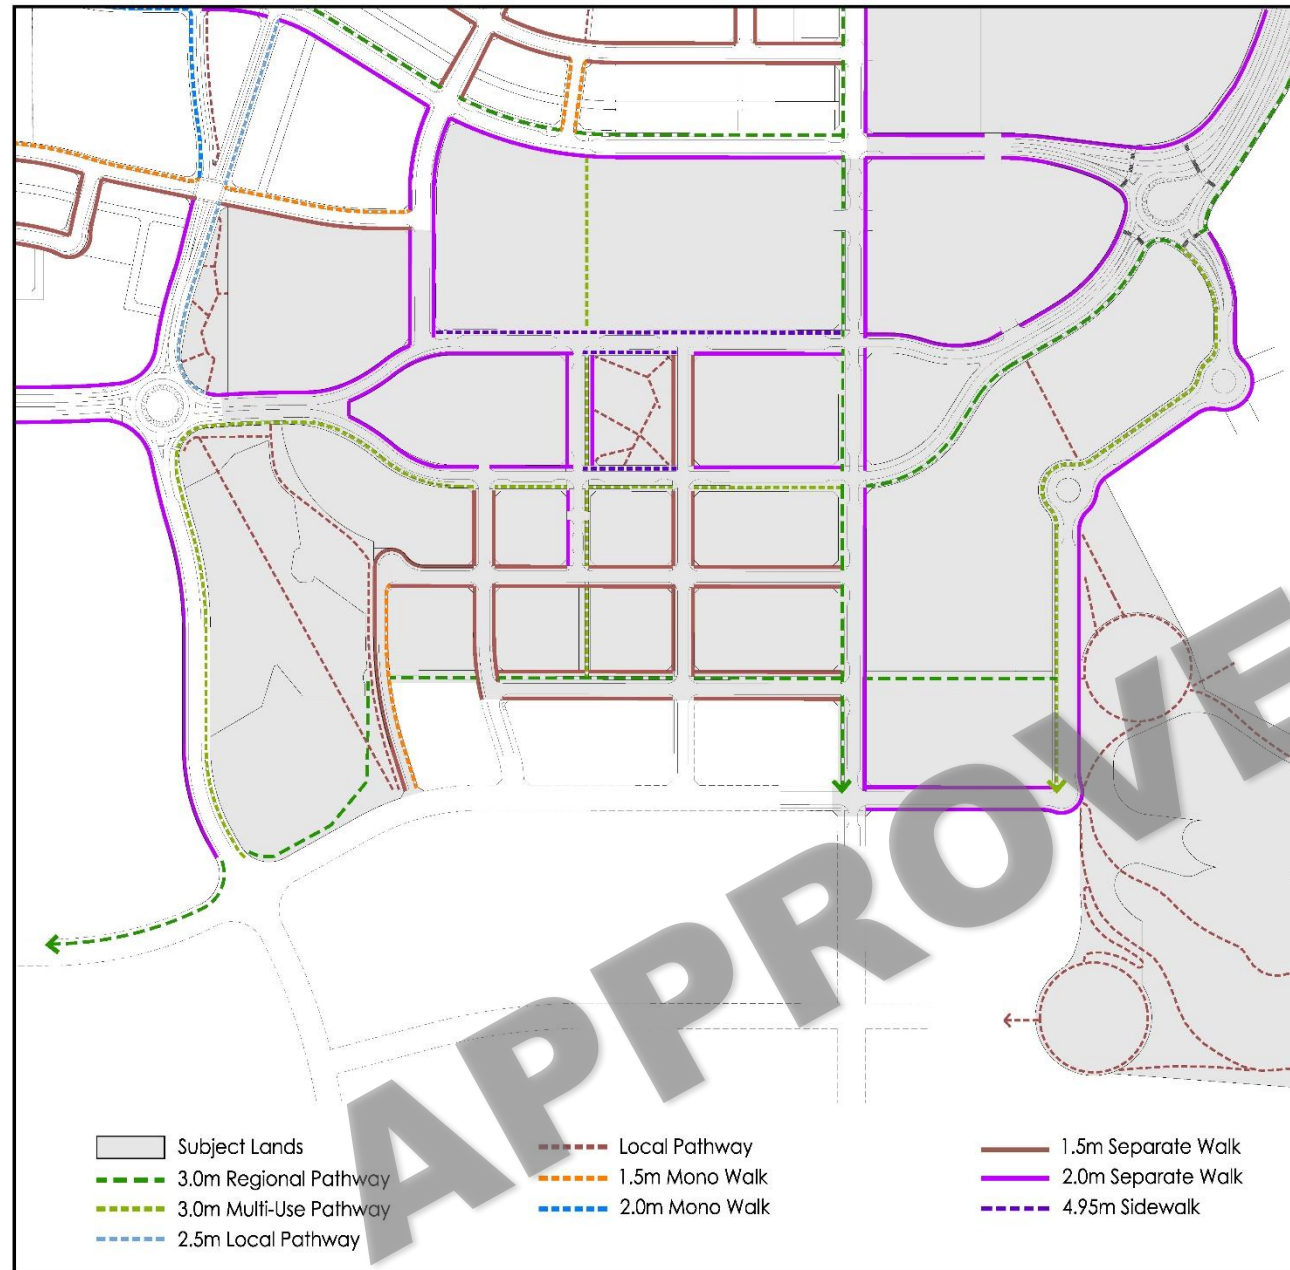 APPROVE
Subject Lands
3.0m Regional Pathway
3.0m Multi-Use Pathway
2.5m Local Pathway
Local Pathway
1.5m Mono Walk
2.0m Mono Walk
1.5m Separate Walk
2.0m Separate Walk
4.95m Sidewalk